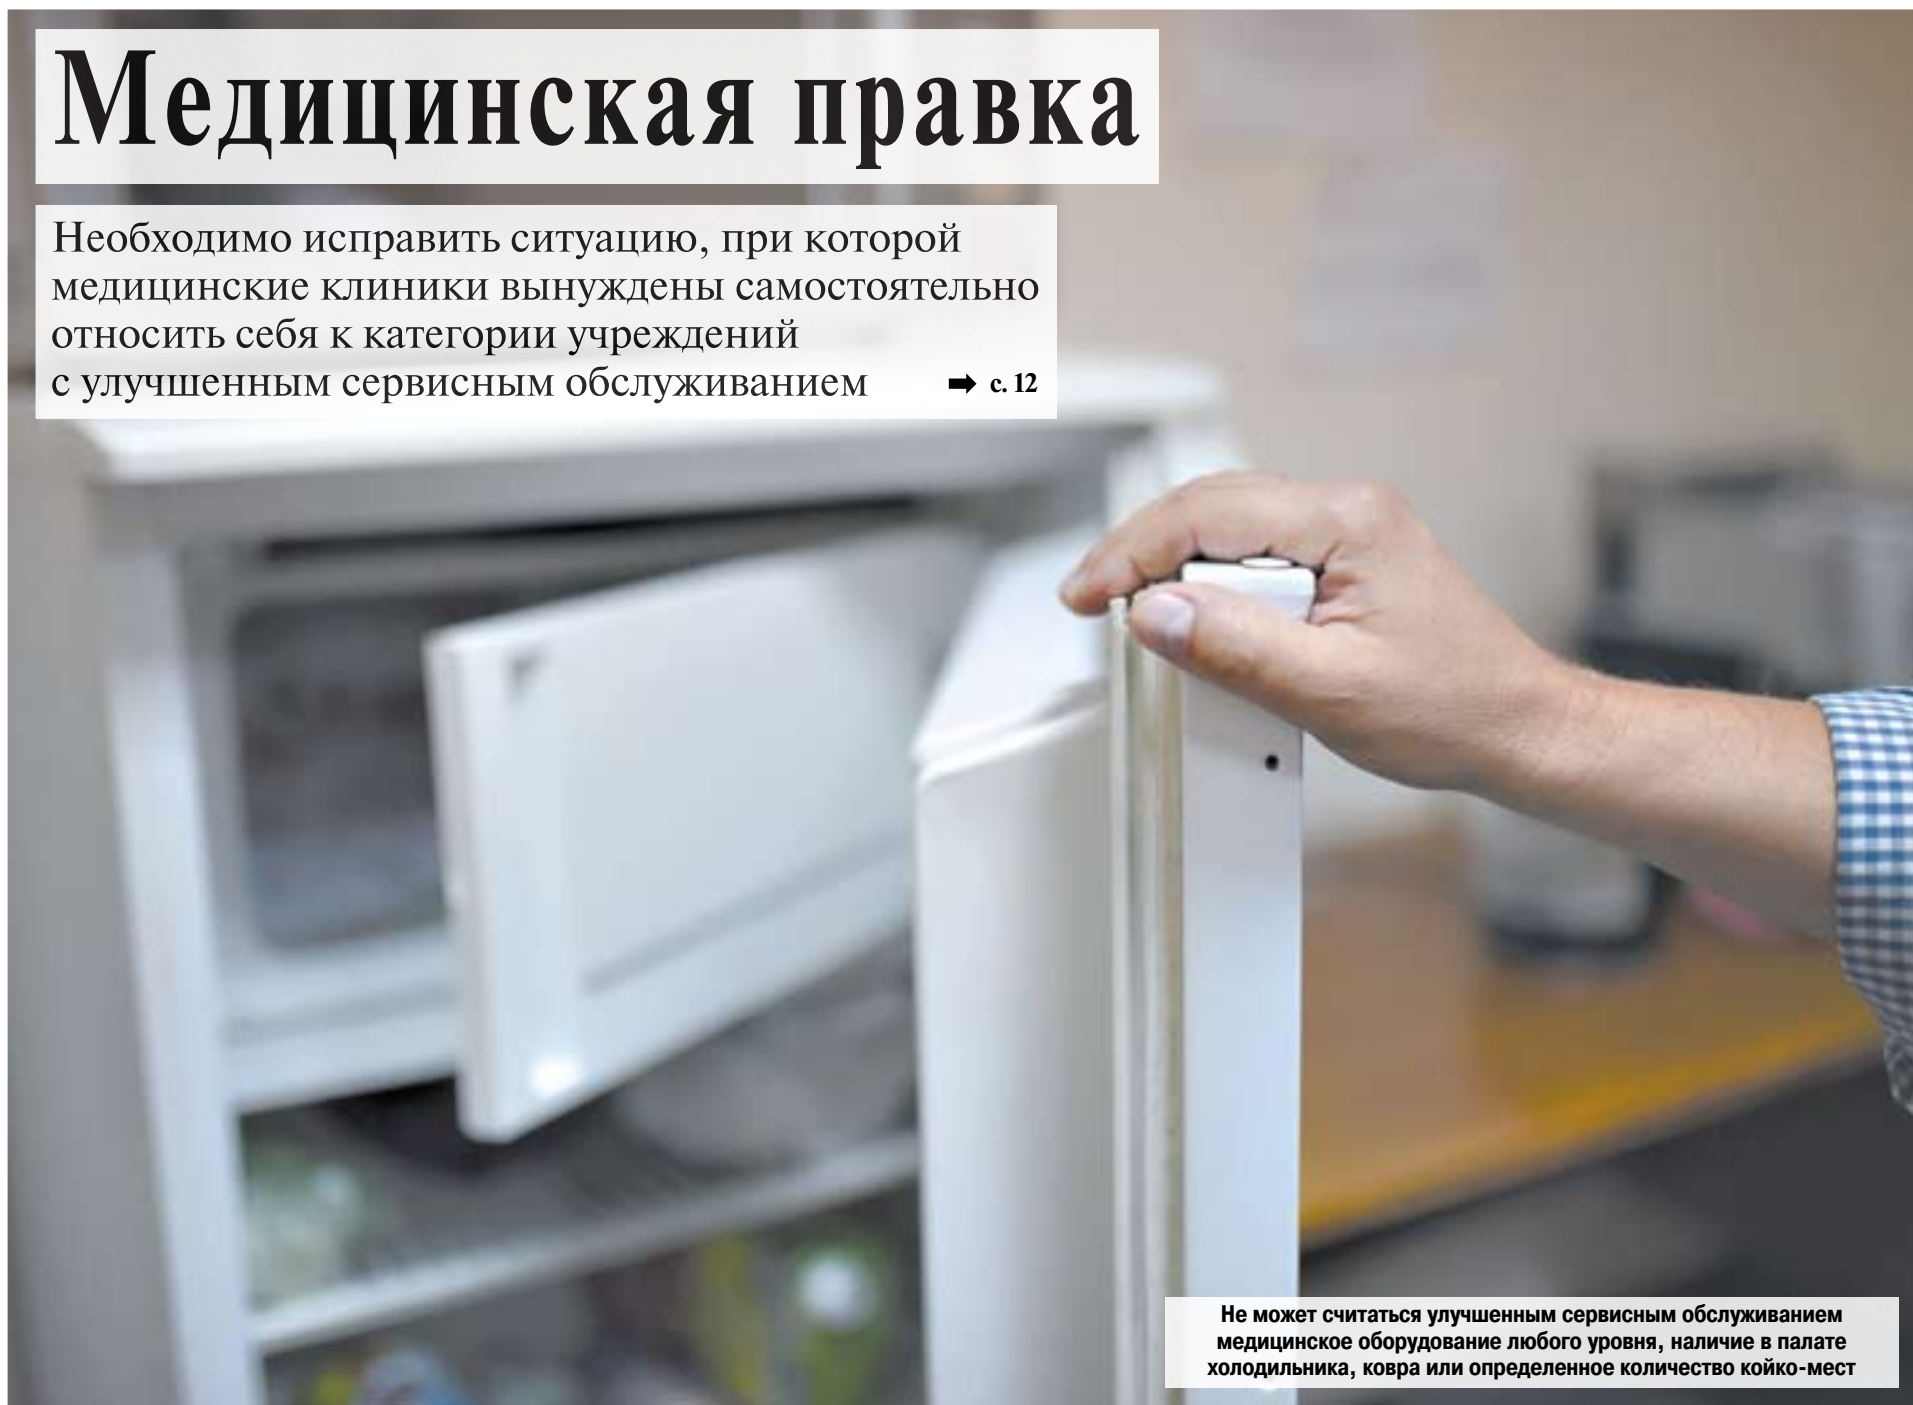 Медицинская правка
Необходимо исправить ситуацию, при которой
медицинские клиники вынуждены самостоятельно
относить себя к категории учреждений
с улучшенным сервисным обслуживанием ➡ с. 12
Не может считаться улучшенным сервисным обслуживанием
медицинское оборудование любого уровня, наличие в палате
холодильника, ковра или определенное количество койко-мест